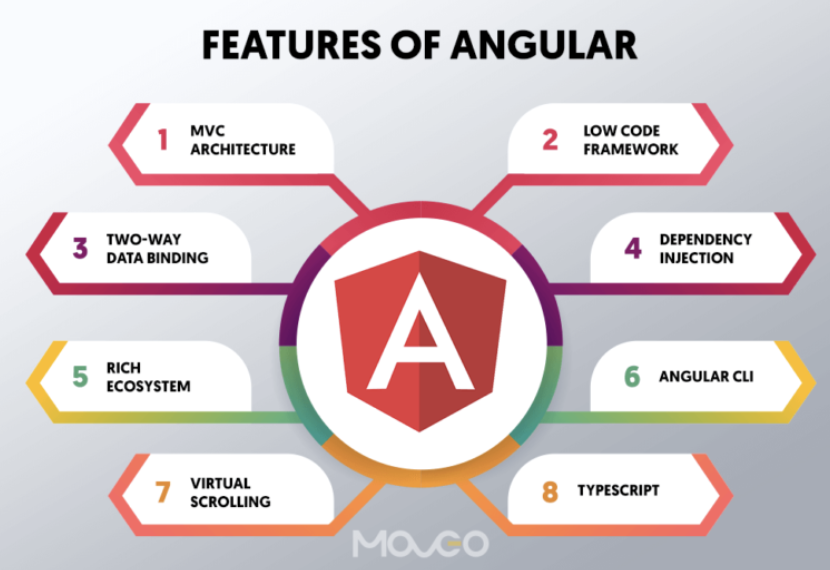 FEATURES OF ANGULAR
1 MVC
ARCHITECTURE
2 LOW CODE
FRAMEWORK
3 TWO-WAY
DATA BINDING
4 DEPENDENCY
INJECTION
5 RICH
ECOSYSTEM
6 ANGULAR CLI
7 VIRTUAL
SCROLLING
8 TYPESCRIPT
A